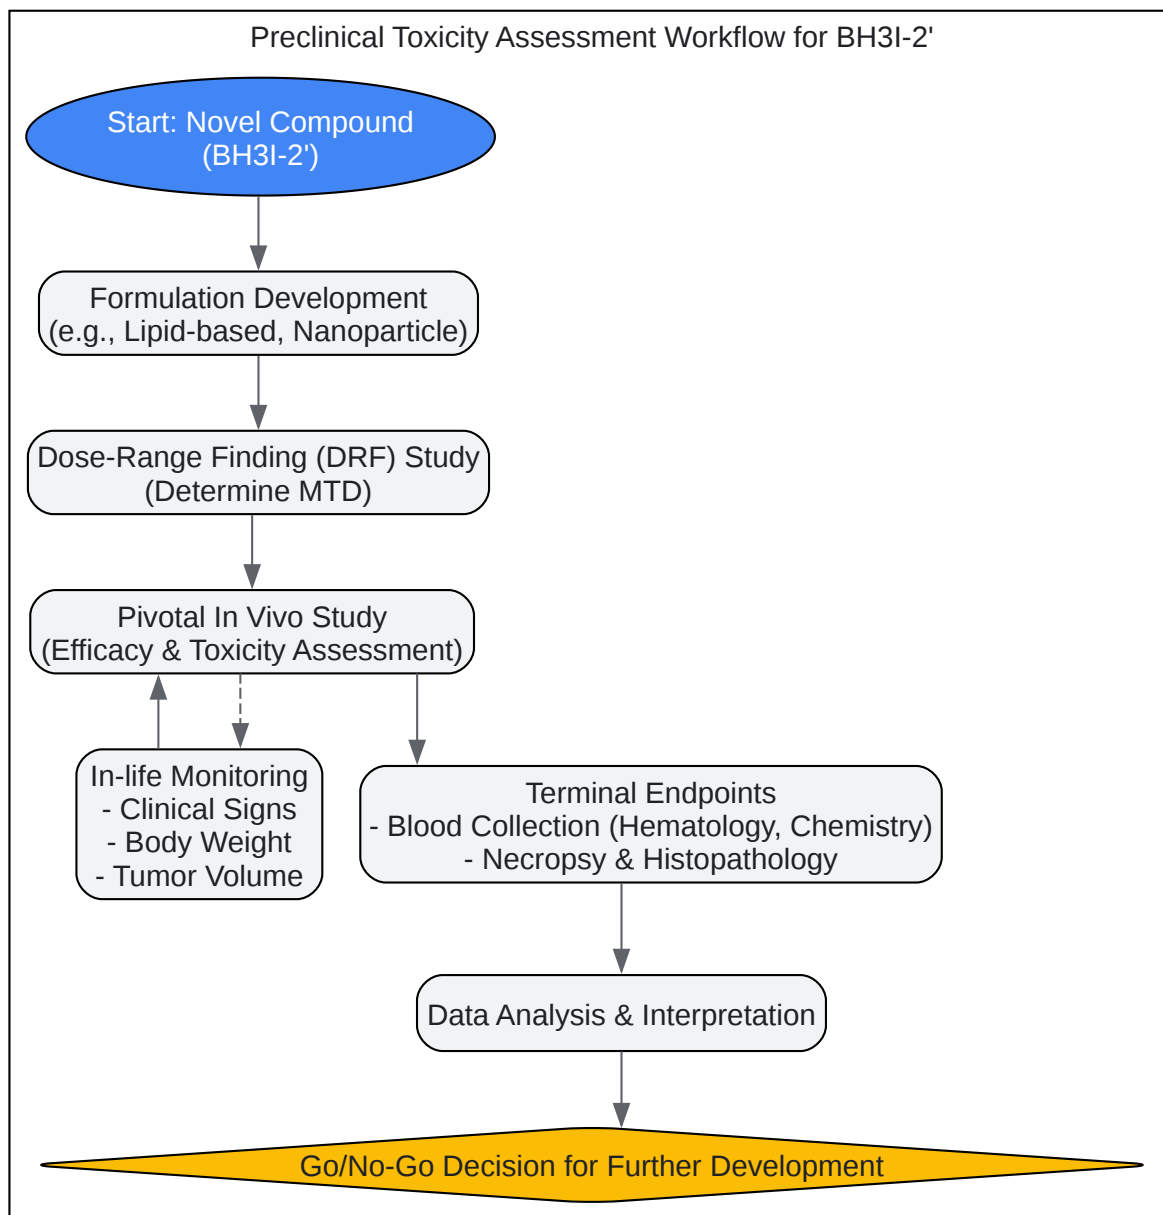 Preclinical Toxicity Assessment Workflow for BH3I-2'
Start: Novel Compound
(BH3I-2')
Formulation Development
(e.g., Lipid-based, Nanoparticle)
Dose-Range Finding (DRF) Study
(Determine MTD)
Pivotal In Vivo Study
(Efficacy & Toxicity Assessment)
In-life Monitoring
- Clinical Signs
- Body Weight
- Tumor Volume
Terminal Endpoints
- Blood Collection (Hematology, Chemistry)
- Necropsy & Histopathology
Data Analysis & Interpretation
Go/No-Go Decision for Further Development